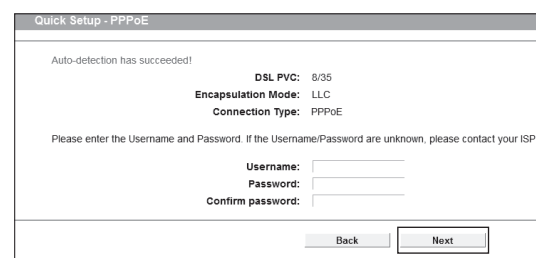 Quick Setup - PPPoE
Auto-detection has succeeded!
DSL PVC: 8/35
Encapsulation Mode: LLC
Connection Type: PPPoE
Please enter the Username and Password. If the Username/Password are unknown, please contact your ISP
Username:
Password:
Confirm password:
Back Next